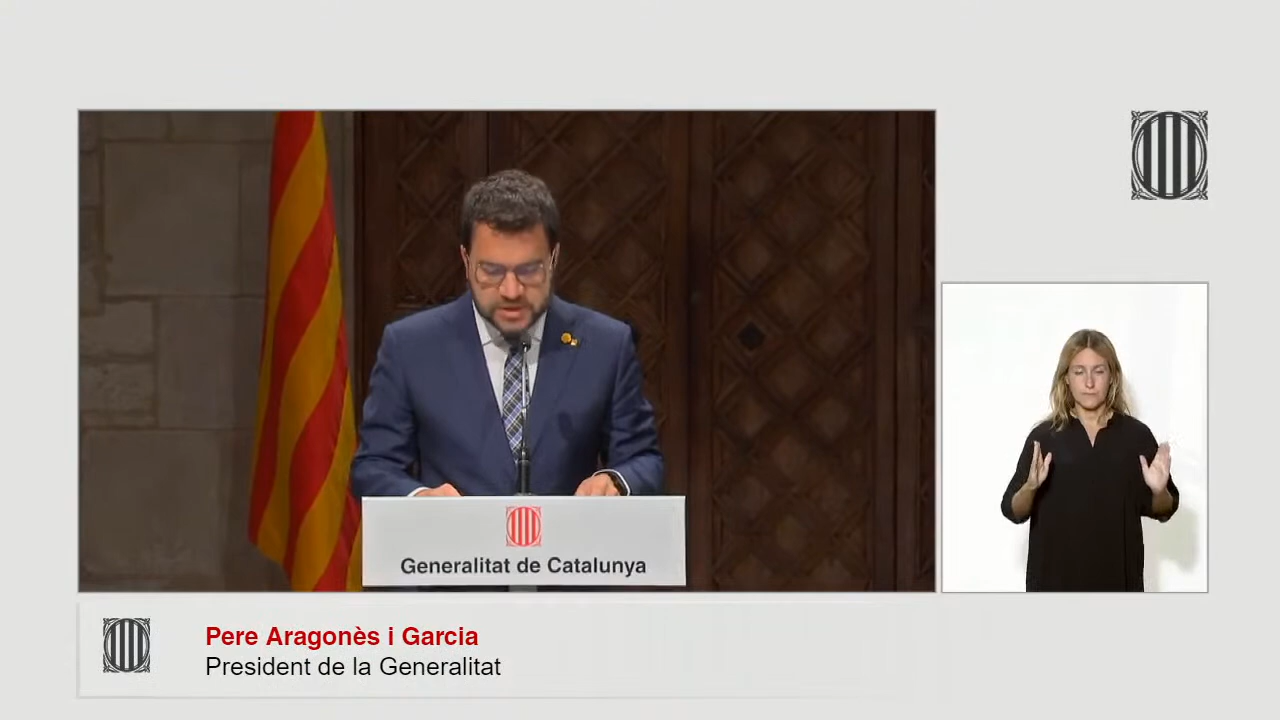 Generalitat de Catalunya
Pere Aragonès i Garcia
President de la Generalitat